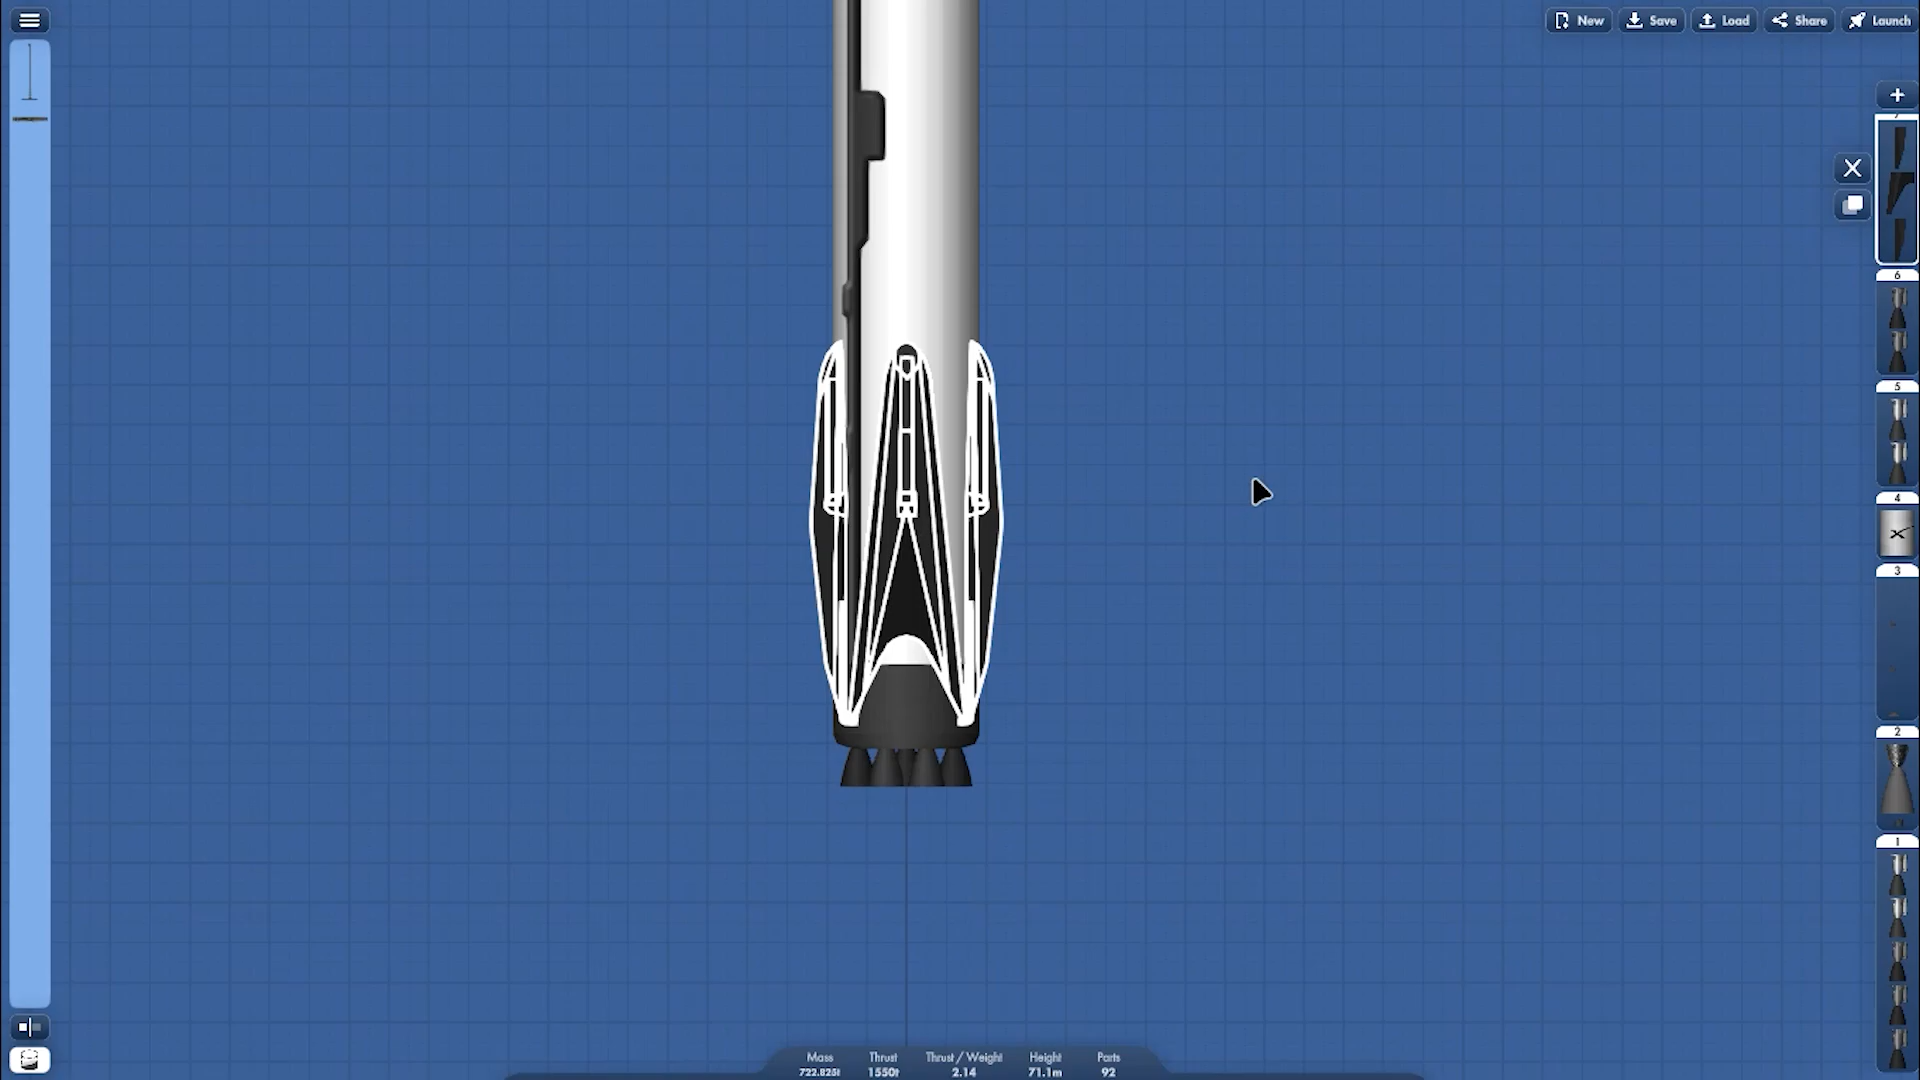 New Save Load Share Launch
7
6
5
4
X
3
2
1
Mass Thrust Thrust / Weight Height Parts
722.825t 1550t 2.14 71.1m 92